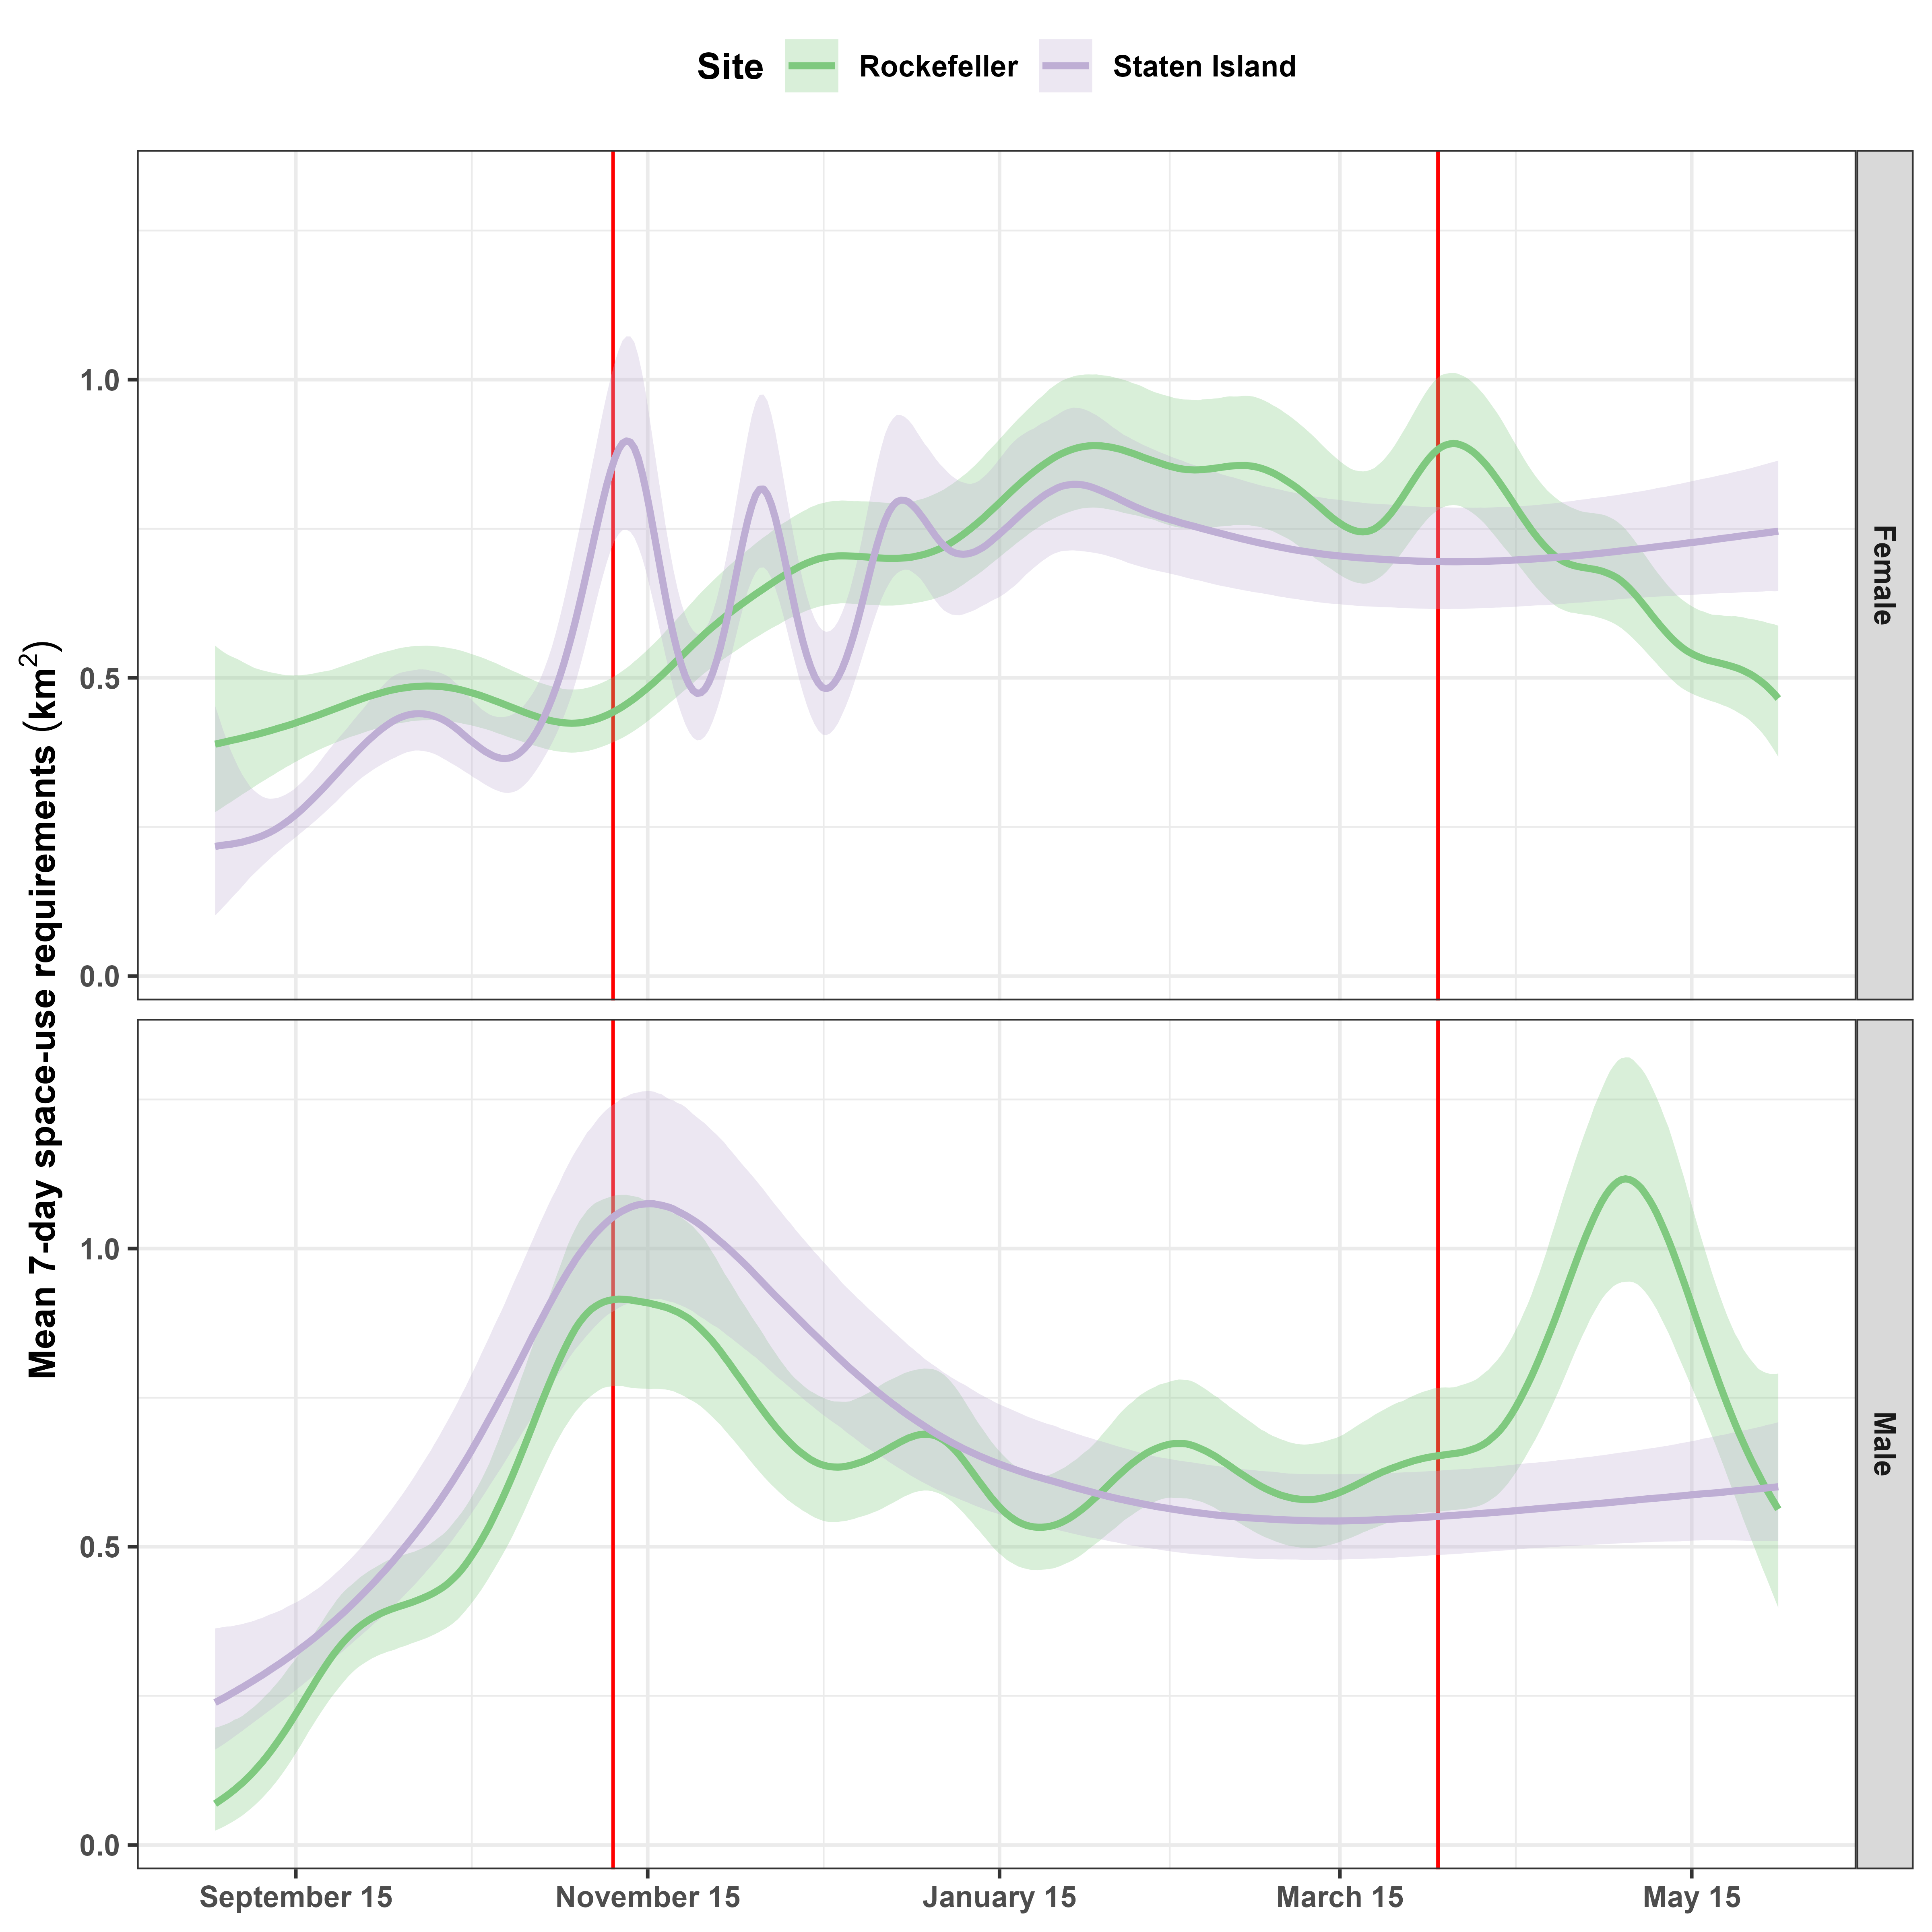 Site Rockefeller Staten Island
Mean 7-day space-use requirements (km²)
1.0
0.5
0.0
Female
1.0
0.5
0.0
Male
September 15 November 15 January 15 March 15 May 15